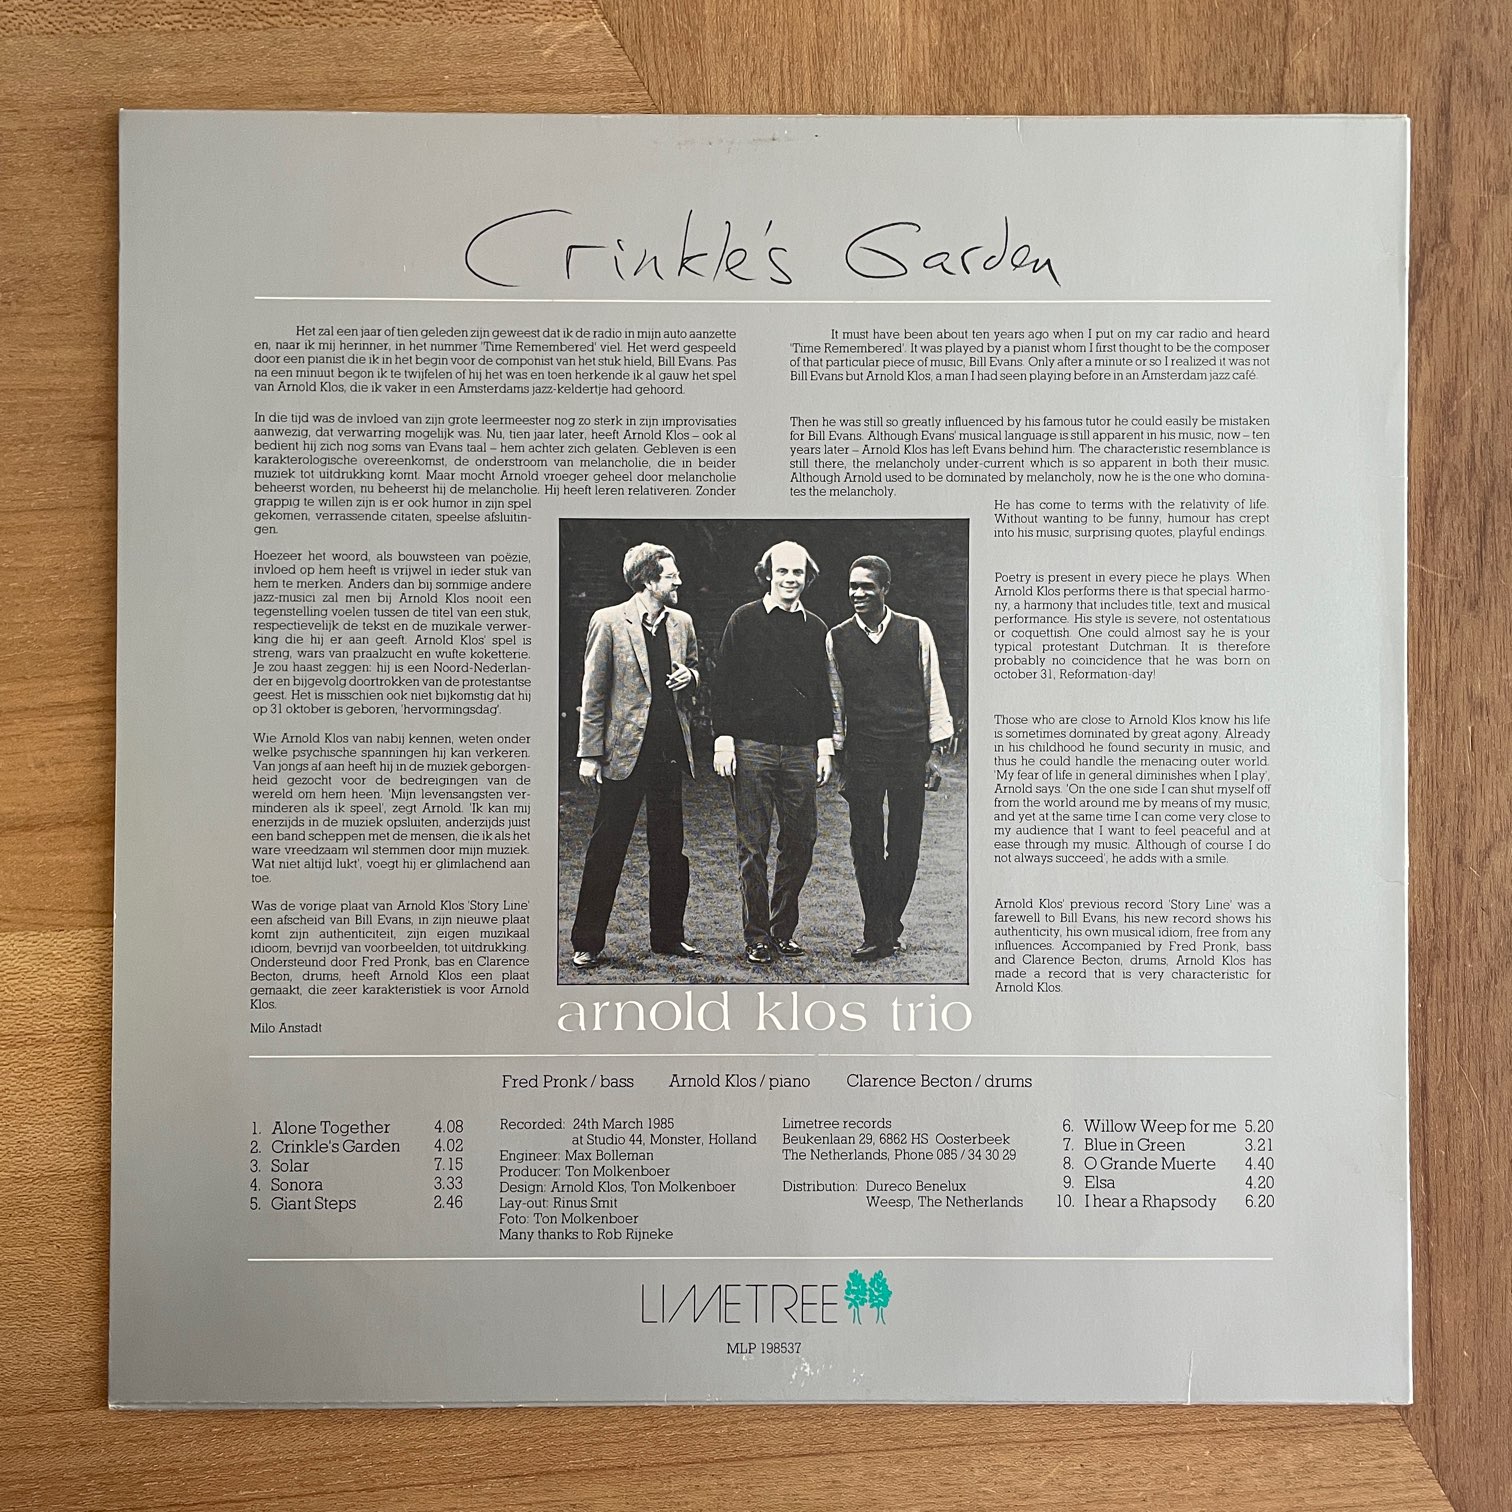 Crinkle's Garden
Het zal een jaar of tien geleden zijn geweest dat ik de radio in mijn auto aanzette
en, naar ik mij herinner, in het nummer 'Time Remembered' viel. Het werd gespeeld
door een pianist die ik in het begin voor de componist van het stuk hield, Bill Evans. Pas
na een minuut begon ik te twijfelen of hij het was en toen herkende ik al gauw het spel
van Arnold Klos, die ik vaker in een Amsterdams jazz-keldertje had gehoord.
In die tijd was de invloed van zijn grote leermeester nog zo sterk in zijn improvisaties
aanwezig, dat verwarring mogelijk was. Nu, tien jaar later, heeft Arnold Klos – ook al
bedient hij zich nog soms van Evans taal – hem achter zich gelaten. Gebleven is een
karakterologische overeenkomst, de onderstroom van melancholie, die in beider
muziek tot uitdrukking komt. Maar mocht Arnold vroeger geheel door melancholie
beheerst worden, nu beheerst hij de melancholie. Hij heeft leren relativeren. Zonder
grappig te willen zijn is er ook humor in zijn spel
gekomen, verrassende citaten, speelse afsluitin-
gen.
Hoezeer het woord, als bouwsteen van poëzie,
invloed op hem heeft is vrijwel in ieder stuk van
hem te merken. Anders dan bij sommige andere
jazz-musici zal men bij Arnold Klos nooit een
tegenstelling voelen tussen de titel van een stuk,
respectievelijk de tekst en de muzikale verwer-
king die hij er aan geeft. Arnold Klos' spel is
streng, wars van praalzucht en wufte koketterie.
Je zou haast zeggen: hij is een Noord-Nederlan-
der en bijgevolg doortrokken van de protestantse
geest. Het is misschien ook niet bijkomstig dat hij
op 31 oktober is geboren, 'hervormingsdag'.
Wie Arnold Klos van nabij kennen, weten onder
welke psychische spanningen hij kan verkeren.
Van jongs af aan heeft hij in de muziek geborgen-
heid gezocht voor de bedreigingen van de
wereld om hem heen. 'Mijn levensangsten ver-
minderen als ik speel', zegt Arnold. 'Ik kan mij
enerzijds in de muziek opsluiten, anderzijds juist
een band scheppen met de mensen, die ik als het
ware vreedzaam wil stemmen door mijn muziek.
Wat niet altijd lukt', voegt hij er glimlachend aan
toe.
Was de vorige plaat van Arnold Klos 'Story Line'
een afscheid van Bill Evans, in zijn nieuwe plaat
komt zijn authenticiteit, zijn eigen muzikaal
idioom, bevrijd van voorbeelden, tot uitdrukking.
Ondersteund door Fred Pronk, bas en Clarence
Becton, drums, heeft Arnold Klos een plaat
gemaakt, die zeer karakteristiek is voor Arnold
Klos.
Milo Anstadt
It must have been about ten years ago when I put on my car radio and heard
'Time Remembered'. It was played by a pianist whom I first thought to be the composer
of that particular piece of music, Bill Evans. Only after a minute or so I realized it was not
Bill Evans but Arnold Klos, a man I had seen playing before in an Amsterdam jazz café.
Then he was still so greatly influenced by his famous tutor he could easily be mistaken
for Bill Evans. Although Evans' musical language is still apparent in his music, now – ten
years later – Arnold Klos has left Evans behind him. The characteristic resemblance is
still there, the melancholy under-current which is so apparent in both their music.
Although Arnold used to be dominated by melancholy, now he is the one who domina-
tes the melancholy.
He has come to terms with the relativity of life.
Without wanting to be funny, humour has crept
into his music, surprising quotes, playful endings.
Poetry is present in every piece he plays. When
Arnold Klos performs there is that special harmo-
ny, a harmony that includes title, text and musical
performance. His style is severe, not ostentatious
or coquettish. One could almost say he is your
typical protestant Dutchman. It is therefore
probably no coincidence that he was born on
october 31, Reformation-day!
Those who are close to Arnold Klos know his life
is sometimes dominated by great agony. Already
in his childhood he found security in music, and
thus he could handle the menacing outer world.
'My fear of life in general diminishes when I play',
Arnold says. 'On the one side I can shut myself off
from the world around me by means of my music,
and yet at the same time I can come very close to
my audience that I want to feel peaceful and at
ease through my music. Although of course I do
not always succeed', he adds with a smile.
Arnold Klos' previous record 'Story Line' was a
farewell to Bill Evans, his new record shows his
authenticity, his own musical idiom, free from any
influences. Accompanied by Fred Pronk, bass
and Clarence Becton, drums, Arnold Klos has
made a record that is very characteristic for
Arnold Klos.
arnold klos trio
Fred Pronk / bass Arnold Klos / piano Clarence Becton / drums
1. Alone Together 4.08
2. Crinkle's Garden 4.02
3. Solar 7.15
4. Sonora 3.33
5. Giant Steps 2.46
Recorded: 24th March 1985
at Studio 44, Monster, Holland
Engineer: Max Bolleman
Producer: Ton Molkenboer
Design: Arnold Klos, Ton Molkenboer
Lay-out: Rinus Smit
Foto: Ton Molkenboer
Many thanks to Rob Rijneke
Limetree records
Beukenlaan 29, 6862 HS Oosterbeek
The Netherlands, Phone 085 / 34 30 29
Distribution: Dureco Benelux
Weesp, The Netherlands
6. Willow Weep for me 5.20
7. Blue in Green 3.21
8. O Grande Muerte 4.40
9. Elsa 4.20
10. I hear a Rhapsody 6.20
LIMETREE
MLP 198537